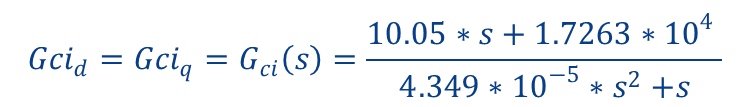 Gci_d = Gci_q = G_ci(s) = (10.05 * s + 1.7263 * 10^4) / (4.349 * 10^-5 * s^2 + s)